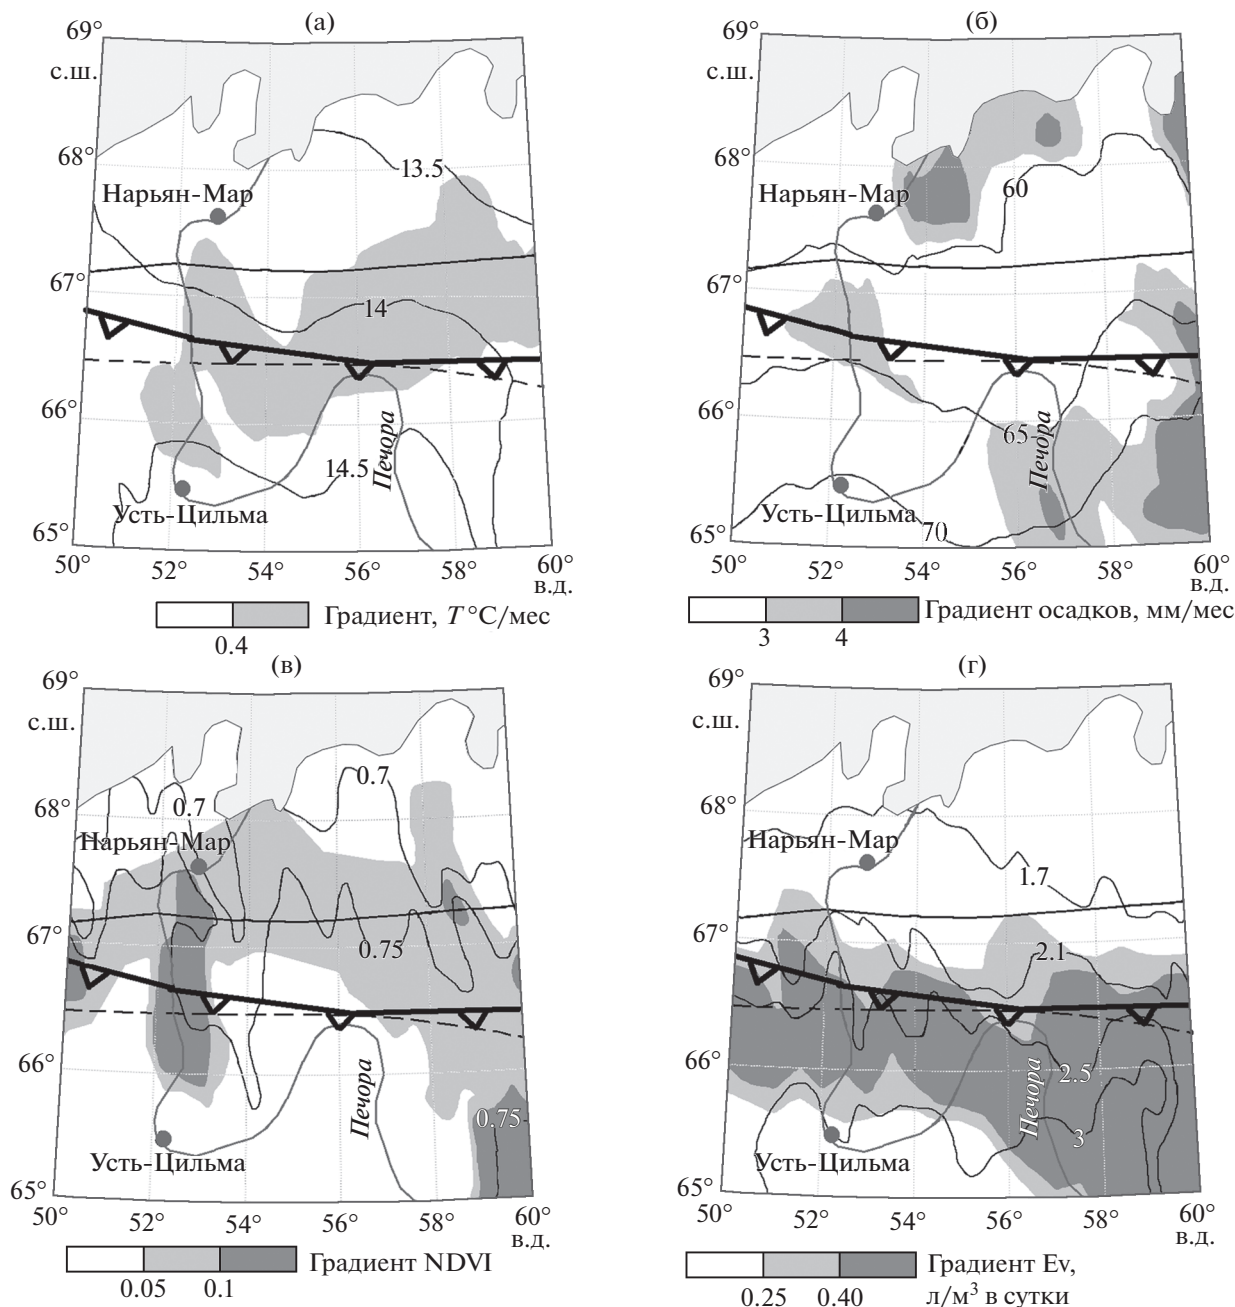 (а)
69°
с.ш.
68°
67°
66°
65°
13.5
Нарьян-Мар
14
14.5
Печора
Усть-Цильма
50° 52° 54° 56° 58° 60°
в.д.
Градиент, T °C/мес
0.4
(б)
69°
с.ш.
68°
67°
66°
65°
Нарьян-Мар
60
65
Печора
Усть-Цильма
70
50° 52° 54° 56° 58° 60°
в.д.
Градиент осадков, мм/мес
3 4
(в)
69°
с.ш.
68°
67°
66°
65°
0.7
0.7
Нарьян-Мар
0.75
Печора
0.75
Усть-Цильма
50° 52° 54° 56° 58° 60°
в.д.
Градиент NDVI
0.05 0.1
(г)
69°
с.ш.
68°
67°
66°
65°
Нарьян-Мар
1.7
2.1
2.5
Печора
3
Усть-Цильма
50° 52° 54° 56° 58° 60°
в.д.
Градиент Ev,
л/м³ в сутки
0.25 0.40